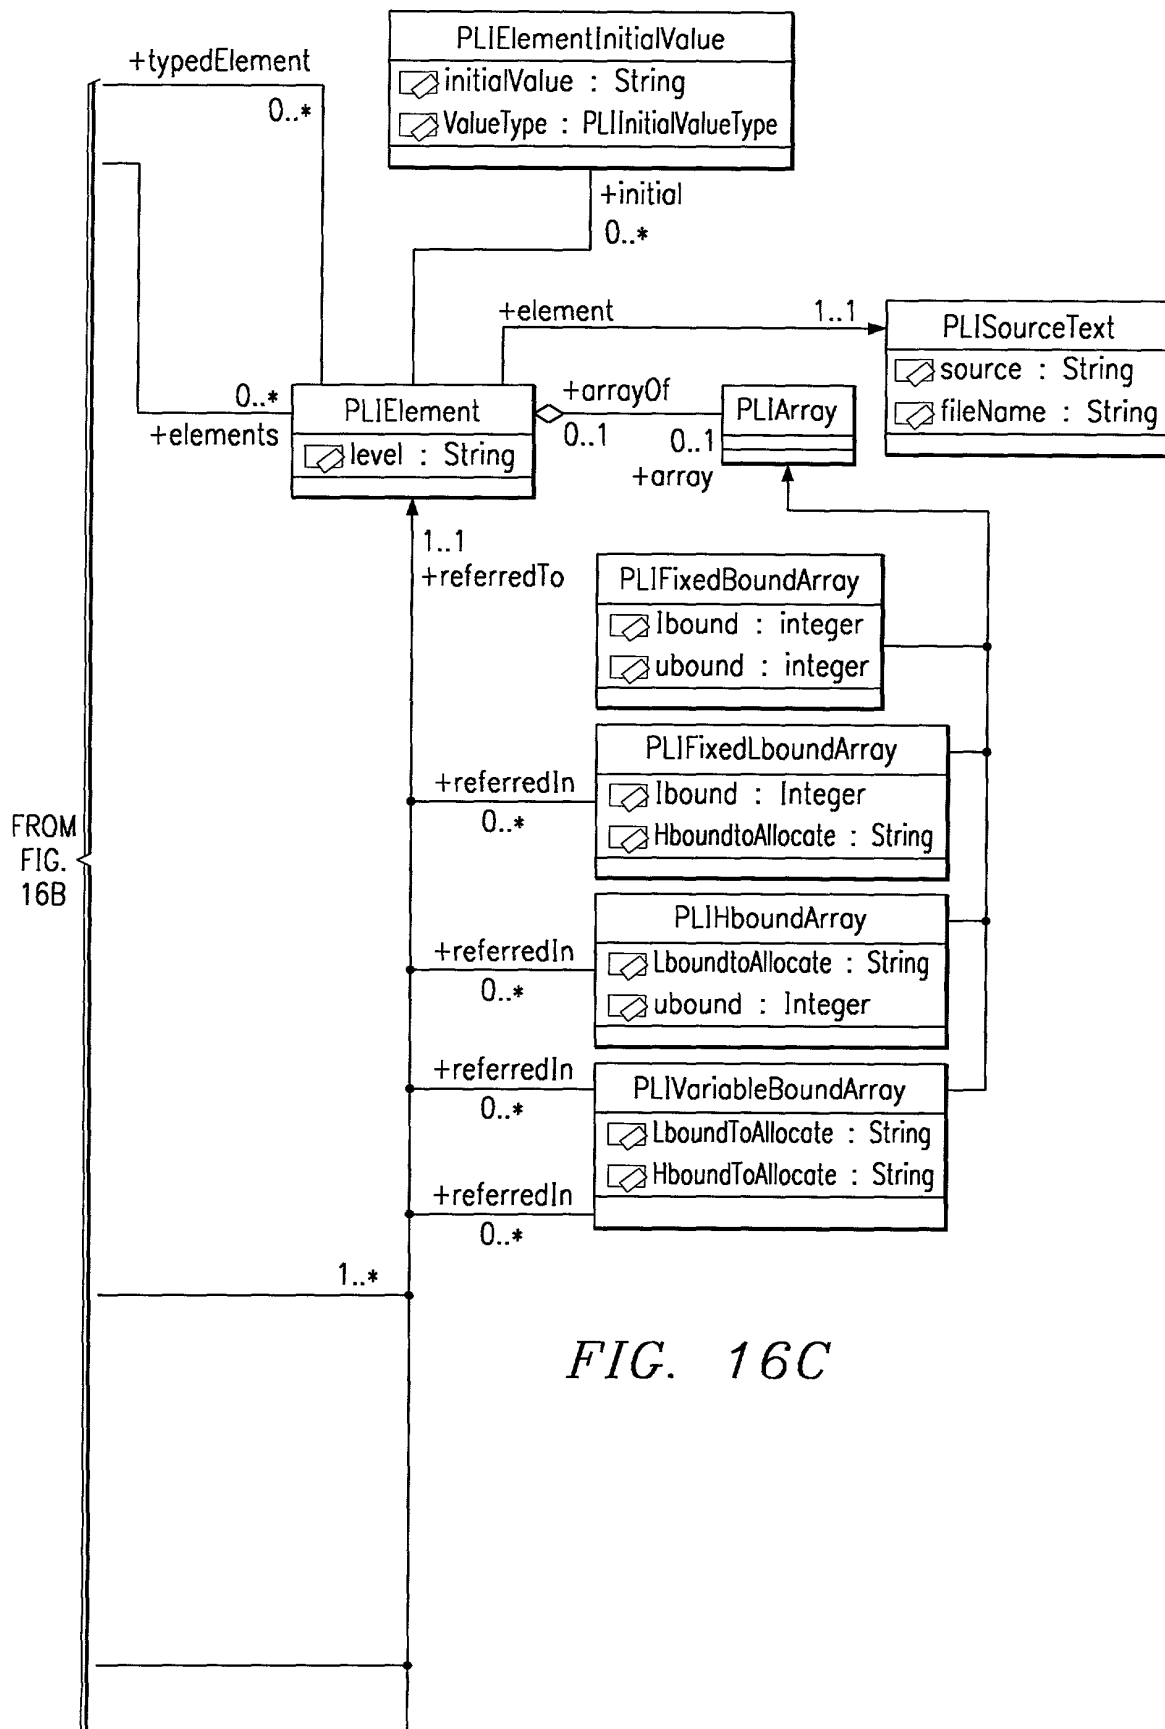 PLIElementInitialValue
initialValue : String
ValueType : PLIInitialValueType
+typedElement
0..*
+initial
0..*
+element
1..1
PLISourceText
source : String
fileName : String
0..*
+elements
PLIElement
level : String
+arrayOf
0..1
0..1
+array
PLIArray
1..1
+referredTo
PLIFixedBoundArray
lbound : integer
ubound : integer
PLIFixedLboundArray
lbound : Integer
HboundtoAllocate : String
+referredIn
0..*
FROM
FIG.
16B
PLIHboundArray
LboundtoAllocate : String
ubound : Integer
+referredIn
0..*
PLIVariableBoundArray
LboundToAllocate : String
HboundToAllocate : String
+referredIn
0..*
+referredIn
0..*
1..*
FIG. 16C